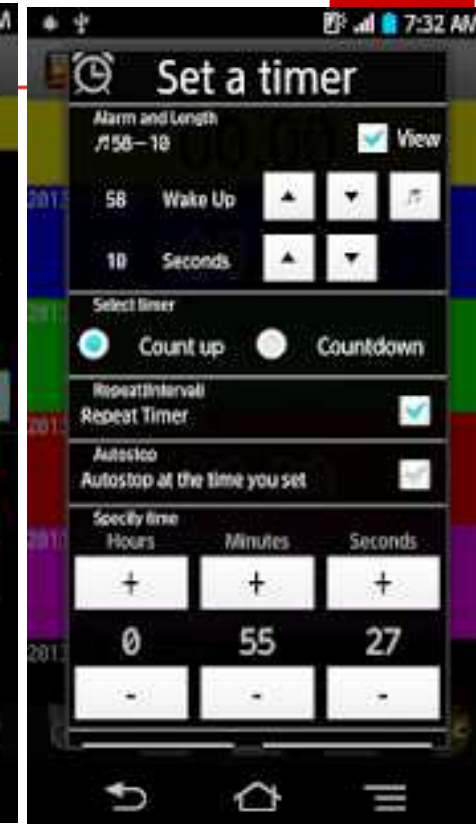 M
7:32 AM
Set a timer
Alarm and Length
♬58-10
View
58 Wake Up
10 Seconds
Select timer
Count up Countdown
Repeat(Interval)
Repeat Timer
Autostop
Autostop at the time you set
Specify time
Hours Minutes Seconds
+ + +
0 55 27
- - -